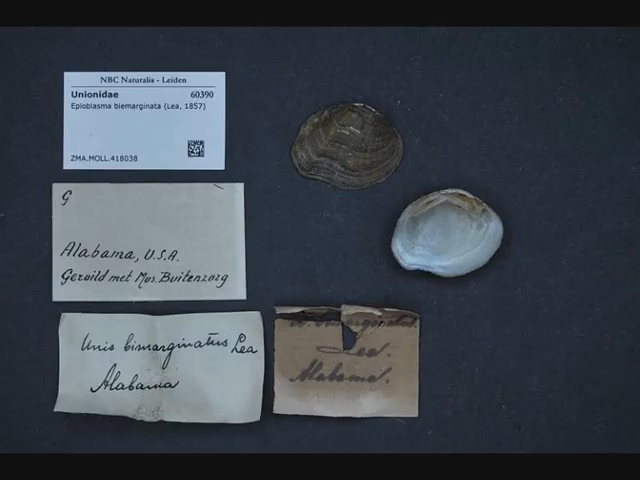 NBC Naturalis - Leiden
Unionidae 60390
Epioblasma biemarginata (Lea, 1857)
ZMA.MOLL.418038
G
Alabama, U.S.A.
Geruild met Mus. Buitenzorg
Unio bimarginatus Lea
Alabama
Lea.
Alabama.